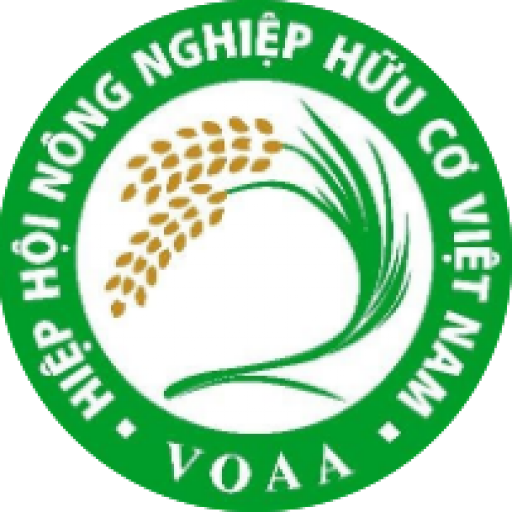 HIỆP HỘI NÔNG NGHIỆP HỮU CƠ VIỆT NAM
VOAA